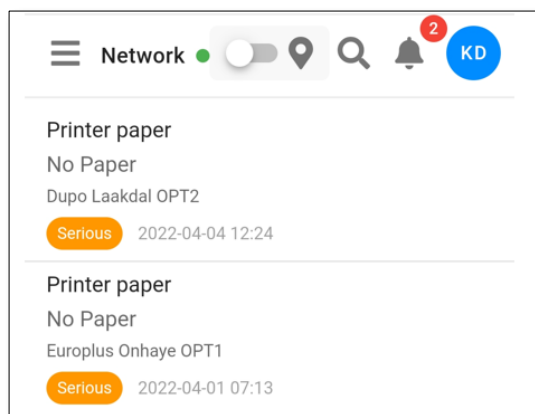 Network
2
KD
Printer paper
No Paper
Dupo Laakdal OPT2
Serious 2022-04-04 12:24
Printer paper
No Paper
Europlus Onhaye OPT1
Serious 2022-04-01 07:13